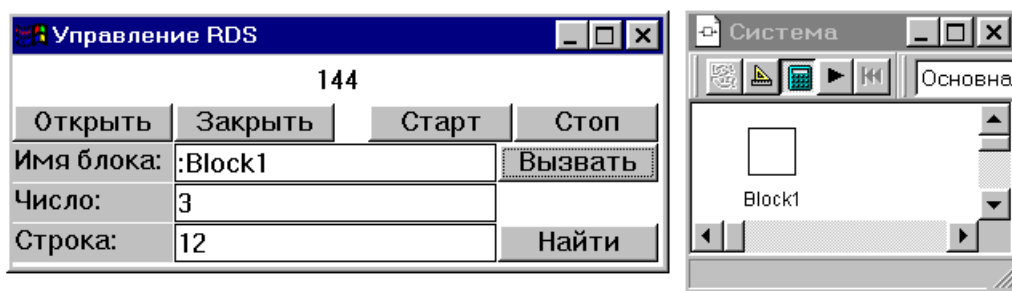 Управление RDS
144
Открыть Закрыть Старт Стоп
Имя блока: :Block1 Вызвать
Число: 3
Строка: 12 Найти
Система
Основна
Block1